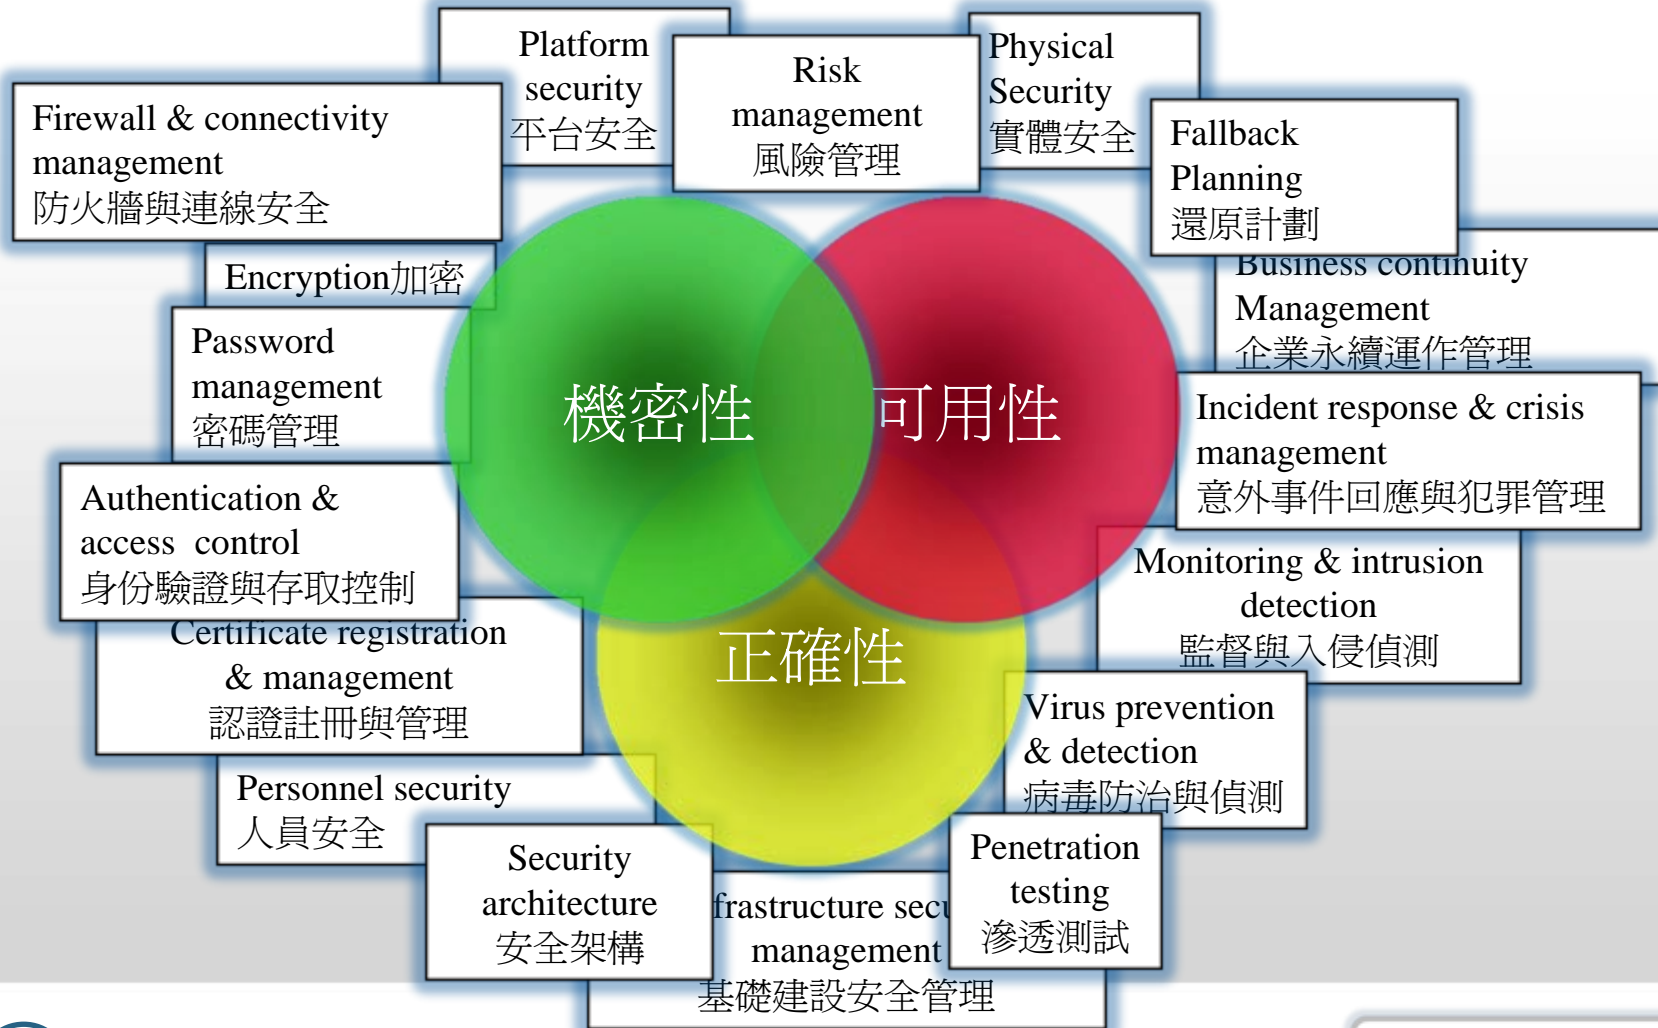 Platform
security
平台安全
Risk
management
風險管理
Physical
Security
實體安全
Firewall & connectivity
management
防火牆與連線安全
Fallback
Planning
還原計劃
Encryption加密
Business continuity
Management
企業永續運作管理
Password
management
密碼管理
機密性
可用性
Incident response & crisis
management
意外事件回應與犯罪管理
Authentication &
access control
身份驗證與存取控制
Monitoring & intrusion
detection
監督與入侵偵測
Certificate registration
& management
認證註冊與管理
正確性
Virus prevention
& detection
病毒防治與偵測
Personnel security
人員安全
Security
architecture
安全架構
Penetration
testing
滲透測試
frastructure secu
management
基礎建設安全管理